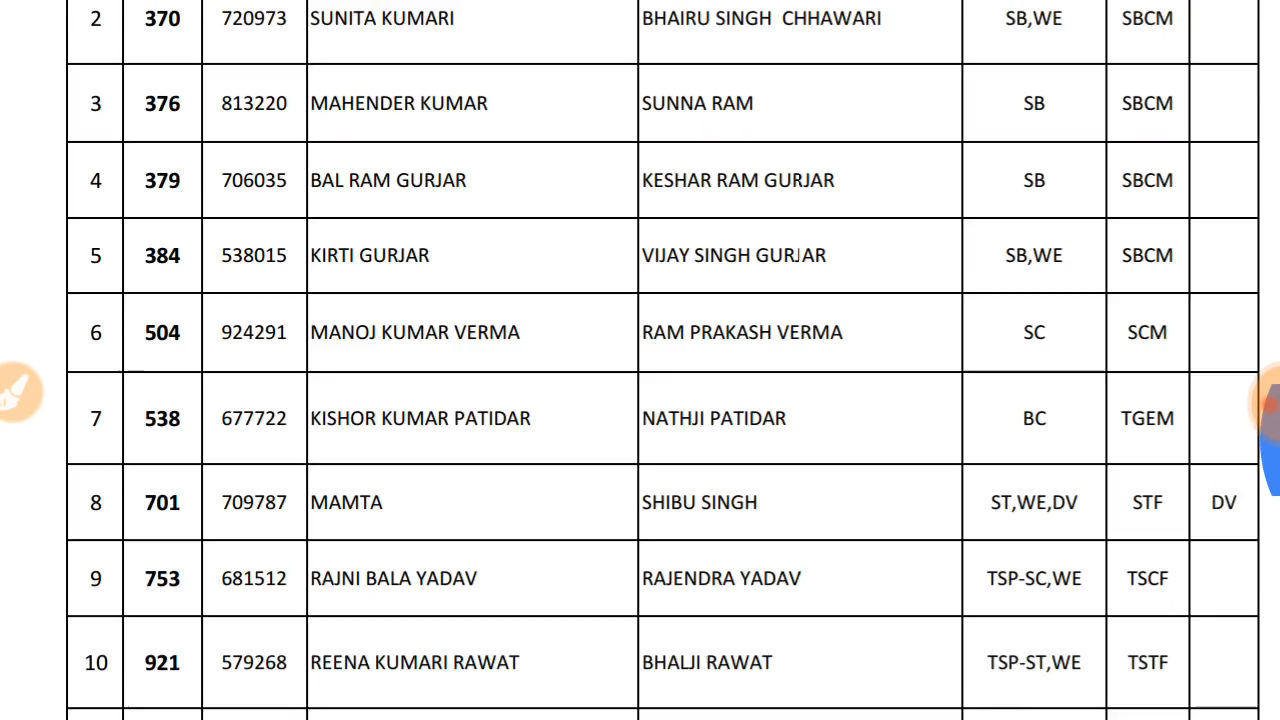 2 370 720973 SUNITA KUMARI BHAIRU SINGH CHHAWARI SB,WE SBCM
3 376 813220 MAHENDER KUMAR SUNNA RAM SB SBCM
4 379 706035 BAL RAM GURJAR KESHAR RAM GURJAR SB SBCM
5 384 538015 KIRTI GURJAR VIJAY SINGH GURJAR SB,WE SBCM
6 504 924291 MANOJ KUMAR VERMA RAM PRAKASH VERMA SC SCM
7 538 677722 KISHOR KUMAR PATIDAR NATHJI PATIDAR BC TGEM
8 701 709787 MAMTA SHIBU SINGH ST,WE,DV STF DV
9 753 681512 RAJNI BALA YADAV RAJENDRA YADAV TSP-SC,WE TSCF
10 921 579268 REENA KUMARI RAWAT BHALJI RAWAT TSP-ST,WE TSTF